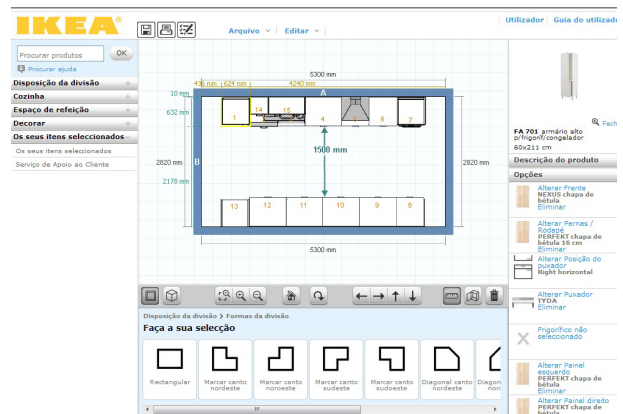 IKEA
Arquivo
Editar
Utilizador
Guia do utilizado
Procurar produtos
OK
Procurar ajuda
Disposição da divisão
Cozinha
Espaço de refeição
Decorar
Os seus itens seleccionados
Os seus itens seleccionados
Serviço de Apoio ao Cliente
5300 mm
624 mm
4240 mm
10 mm
A
632 mm
1
14
15
4
6
7
2820 mm
B
1500 mm
2820 mm
2178 mm
13
12
11
10
9
8
5300 mm
Fech
FA 701 armário alto
p/frigorif/congelador
60x211 cm
Descrição do produto
Opções
Alterar Frente
NEXUS chapa de
bétula
Eliminar
Alterar Pernas /
Rodapé
PERFEKT chapa de
bétula 16 cm
Eliminar
Alterar Posição do
puxador
Right horizontal
Alterar Puxador
TYDA
Eliminar
Frigorífico não
seleccionado
Alterar Painel
esquerdo
PERFEKT chapa de
bétula
Eliminar
Alterar Painel direito
PERFEKT chapa de
bétula
Disposição da divisão > Formas da divisão
Faça a sua selecção
Rectangular
Marcar canto
nordeste
Marcar canto
noroeste
Marcar canto
sudeste
Marcar canto
sudoeste
Diagonal canto
nordeste
Diagon